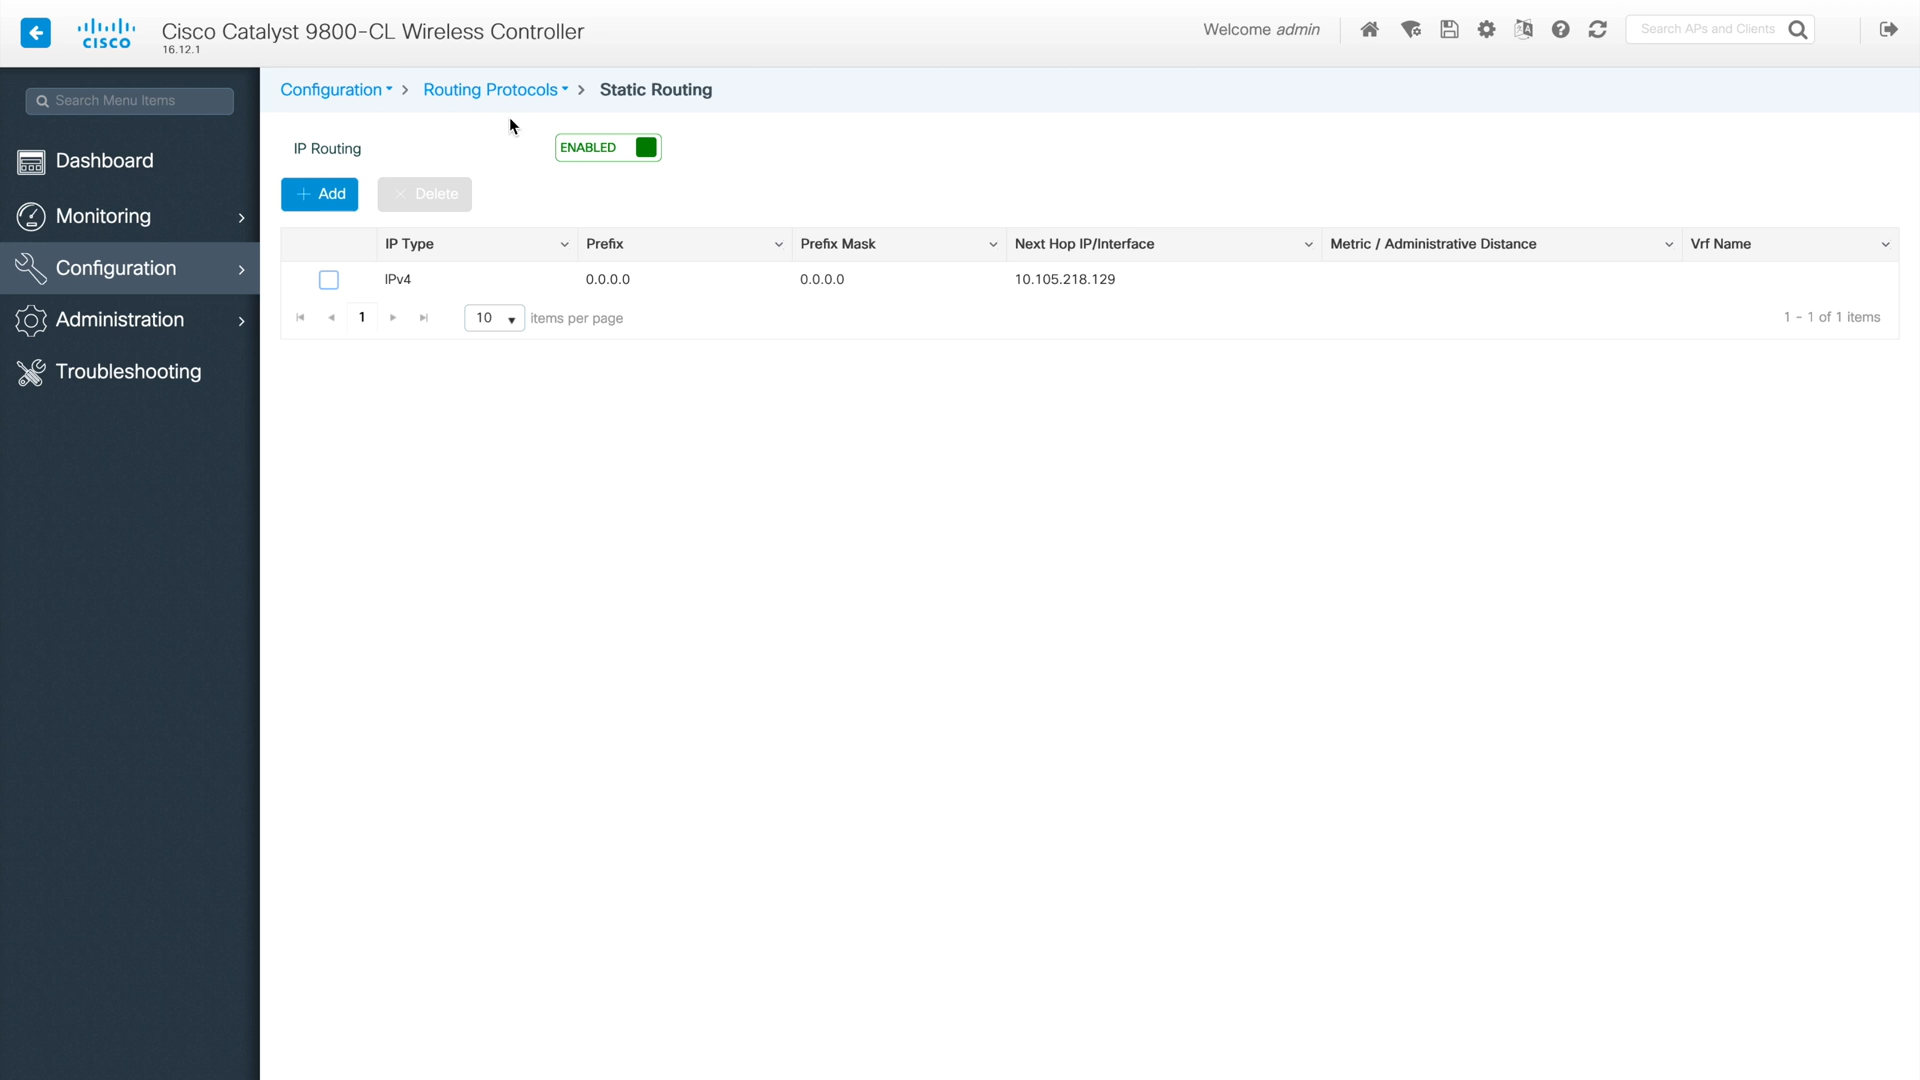 CISCO
Cisco Catalyst 9800-CL Wireless Controller
16.12.1
Welcome admin
Search APs and Clients
Search Menu Items
Dashboard
Monitoring
Configuration
Administration
Troubleshooting
Configuration > Routing Protocols > Static Routing
IP Routing
ENABLED
+ Add
× Delete
IP Type
Prefix
Prefix Mask
Next Hop IP/Interface
Metric / Administrative Distance
Vrf Name
IPv4
0.0.0.0
0.0.0.0
10.105.218.129
1
10
items per page
1 - 1 of 1 items